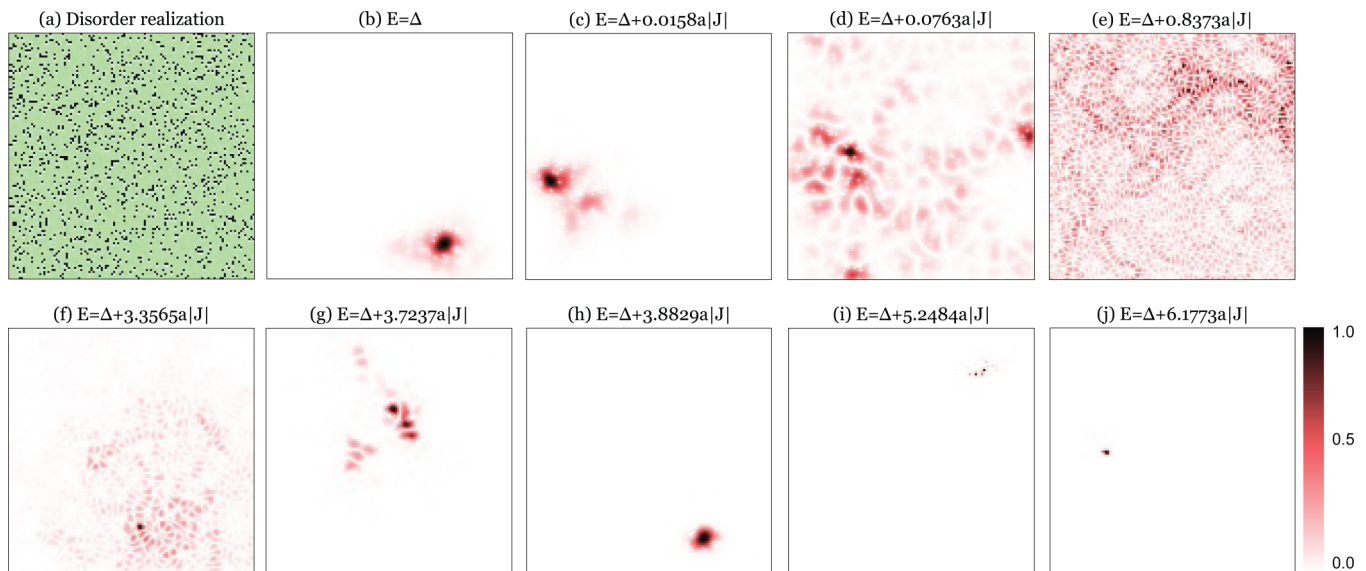 (a) Disorder realization
(b) E=Δ
(c) E=Δ+0.0158a|J|
(d) E=Δ+0.0763a|J|
(e) E=Δ+0.8373a|J|
(f) E=Δ+3.3565a|J|
(g) E=Δ+3.7237a|J|
(h) E=Δ+3.8829a|J|
(i) E=Δ+5.2484a|J|
(j) E=Δ+6.1773a|J|
1.0
0.5
0.0